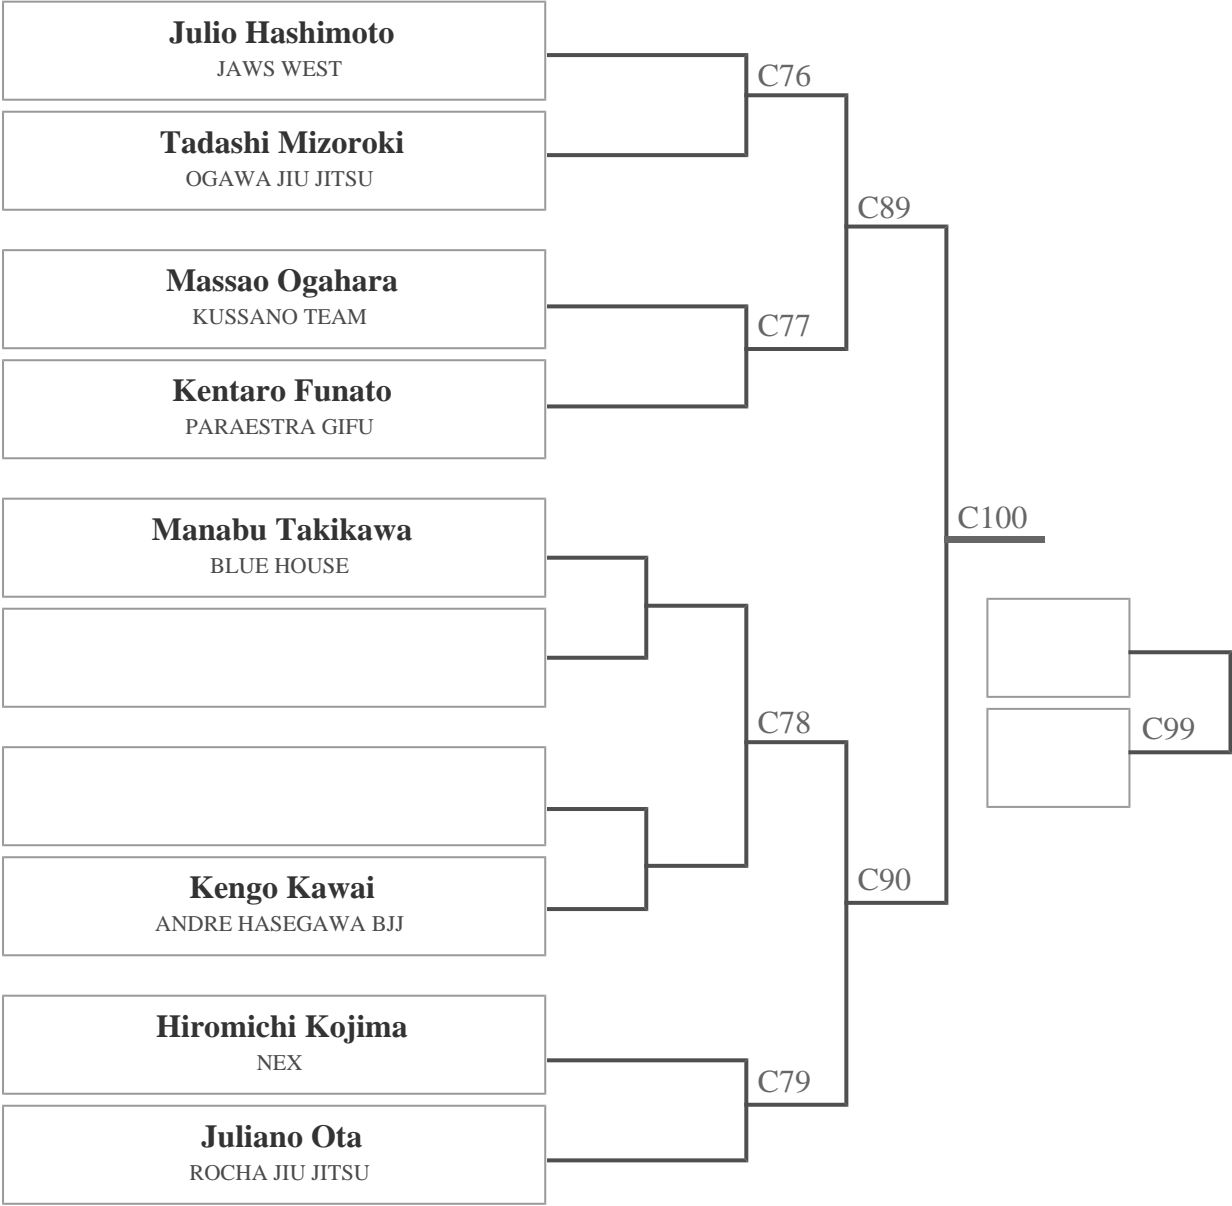 Julio Hashimoto
JAWS WEST
C76
Tadashi Mizoroki
OGAWA JIU JITSU
C89
Massao Ogahara
KUSSANO TEAM
C77
Kentaro Funato
PARAESTRA GIFU
Manabu Takikawa
BLUE HOUSE
C100
C78
C99
Kengo Kawai
ANDRE HASEGAWA BJJ
C90
Hiromichi Kojima
NEX
C79
Juliano Ota
ROCHA JIU JITSU